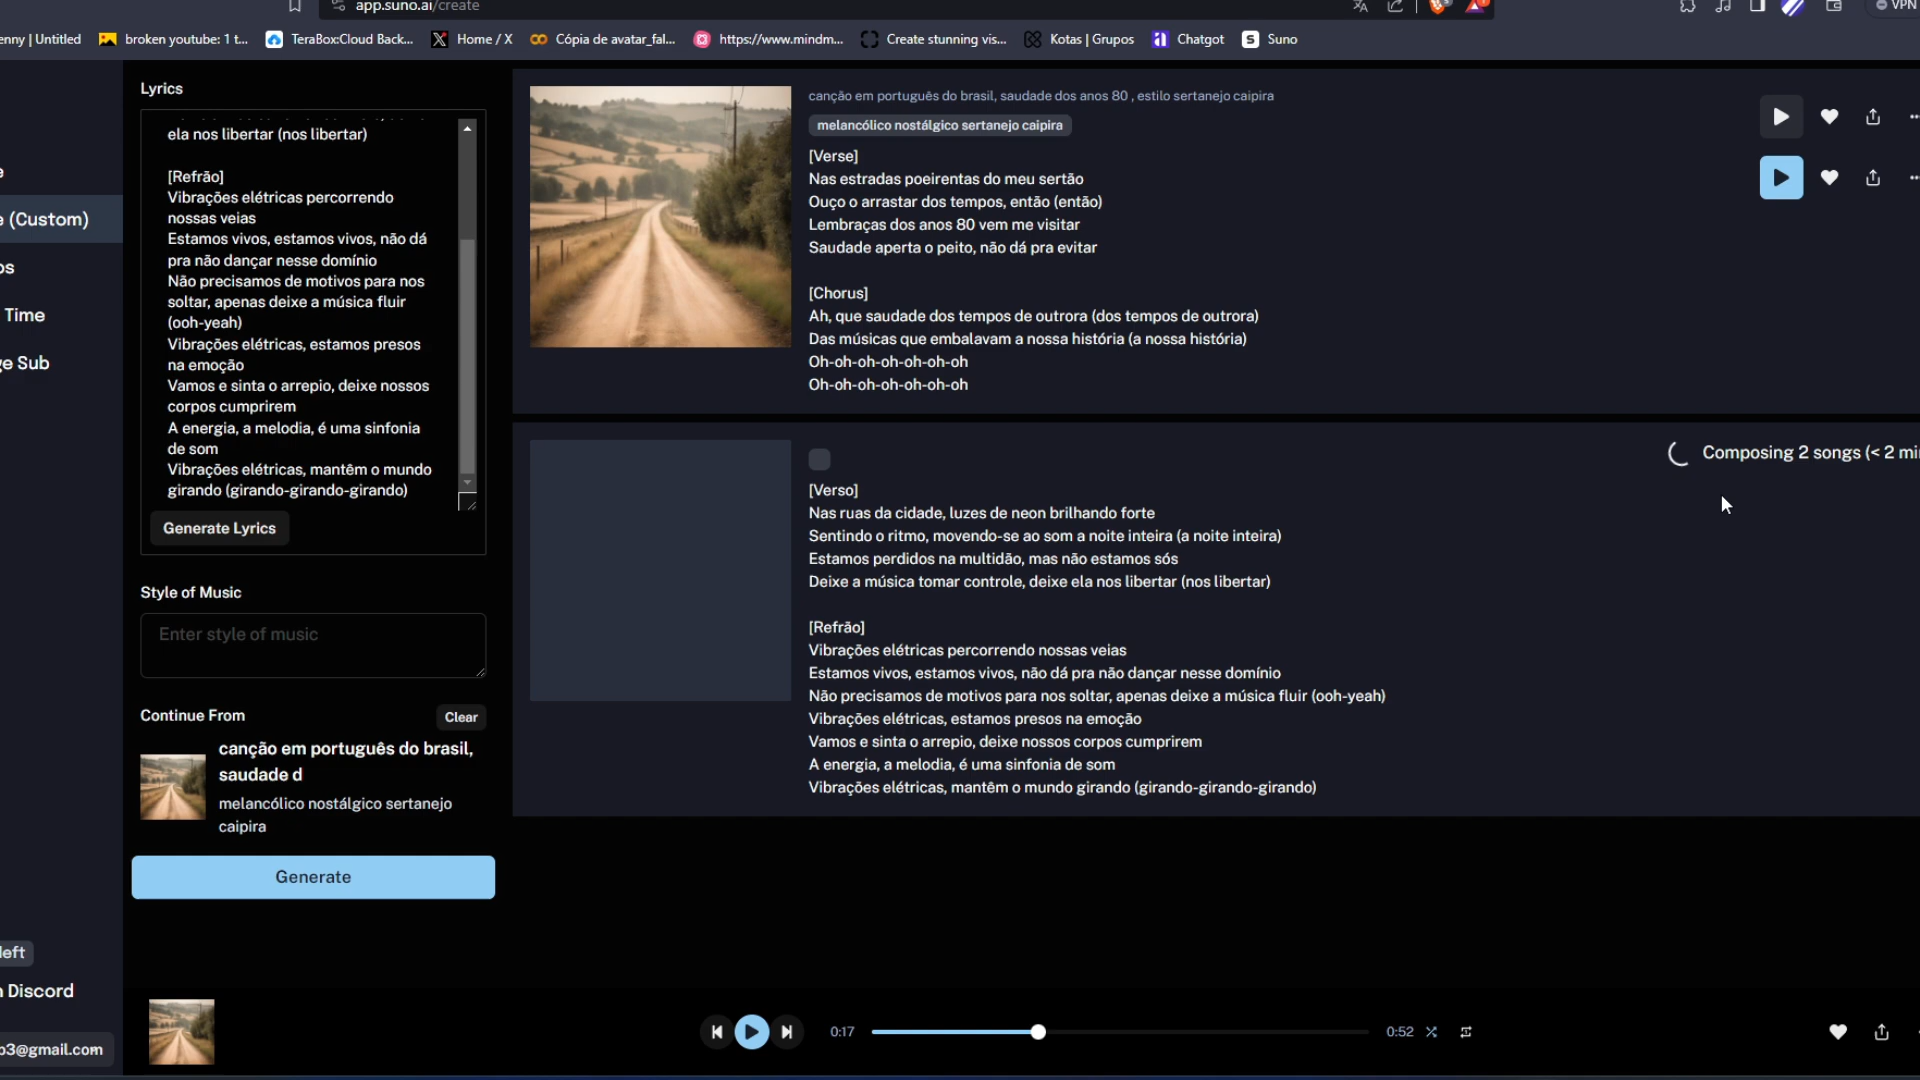 app.suno.ai/create
VPN
enny | Untitled
broken youtube: 1 t...
TeraBox:Cloud Back...
Home / X
Cópia de avatar_fal...
https://www.mindm...
Create stunning vis...
Kotas | Grupos
Chatgot
Suno
e
e (Custom)
os
Time
ge Sub
left
n Discord
o3@gmail.com
Lyrics
ela nos libertar (nos libertar)
[Refrão]
Vibrações elétricas percorrendo
nossas veias
Estamos vivos, estamos vivos, não dá
pra não dançar nesse domínio
Não precisamos de motivos para nos
soltar, apenas deixe a música fluir
(ooh-yeah)
Vibrações elétricas, estamos presos
na emoção
Vamos e sinta o arrepio, deixe nossos
corpos cumprirem
A energia, a melodia, é uma sinfonia
de som
Vibrações elétricas, mantêm o mundo
girando (girando-girando-girando)
Generate Lyrics
Style of Music
Enter style of music
Continue From
Clear
canção em português do brasil,
saudade d
melancólico nostálgico sertanejo
caipira
Generate
canção em português do brasil, saudade dos anos 80 , estilo sertanejo caipira
melancólico nostálgico sertanejo caipira
[Verse]
Nas estradas poeirentas do meu sertão
Ouço o arrastar dos tempos, então (então)
Lembraças dos anos 80 vem me visitar
Saudade aperta o peito, não dá pra evitar
[Chorus]
Ah, que saudade dos tempos de outrora (dos tempos de outrora)
Das músicas que embalavam a nossa história (a nossa história)
Oh-oh-oh-oh-oh-oh-oh
Oh-oh-oh-oh-oh-oh-oh
Composing 2 songs (< 2 mi
[Verso]
Nas ruas da cidade, luzes de neon brilhando forte
Sentindo o ritmo, movendo-se ao som a noite inteira (a noite inteira)
Estamos perdidos na multidão, mas não estamos sós
Deixe a música tomar controle, deixe ela nos libertar (nos libertar)
[Refrão]
Vibrações elétricas percorrendo nossas veias
Estamos vivos, estamos vivos, não dá pra não dançar nesse domínio
Não precisamos de motivos para nos soltar, apenas deixe a música fluir (ooh-yeah)
Vibrações elétricas, estamos presos na emoção
Vamos e sinta o arrepio, deixe nossos corpos cumprirem
A energia, a melodia, é uma sinfonia de som
Vibrações elétricas, mantêm o mundo girando (girando-girando-girando)
0:17
0:52